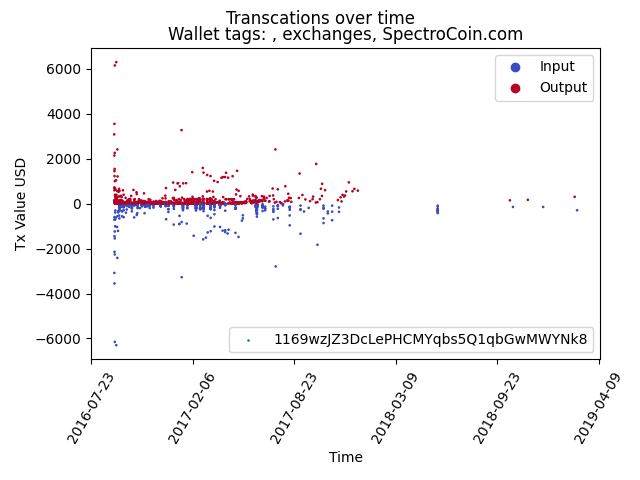 Transcations over time
Wallet tags: , exchanges, SpectroCoin.com
Input
Output
6000
4000
2000
0
−2000
−4000
−6000
Tx Value USD
1169wzJZ3DcLePHCMYqbs5Q1qbGwMWYNk8
2016-07-23
2017-02-06
2017-08-23
2018-03-09
2018-09-23
2019-04-09
Time